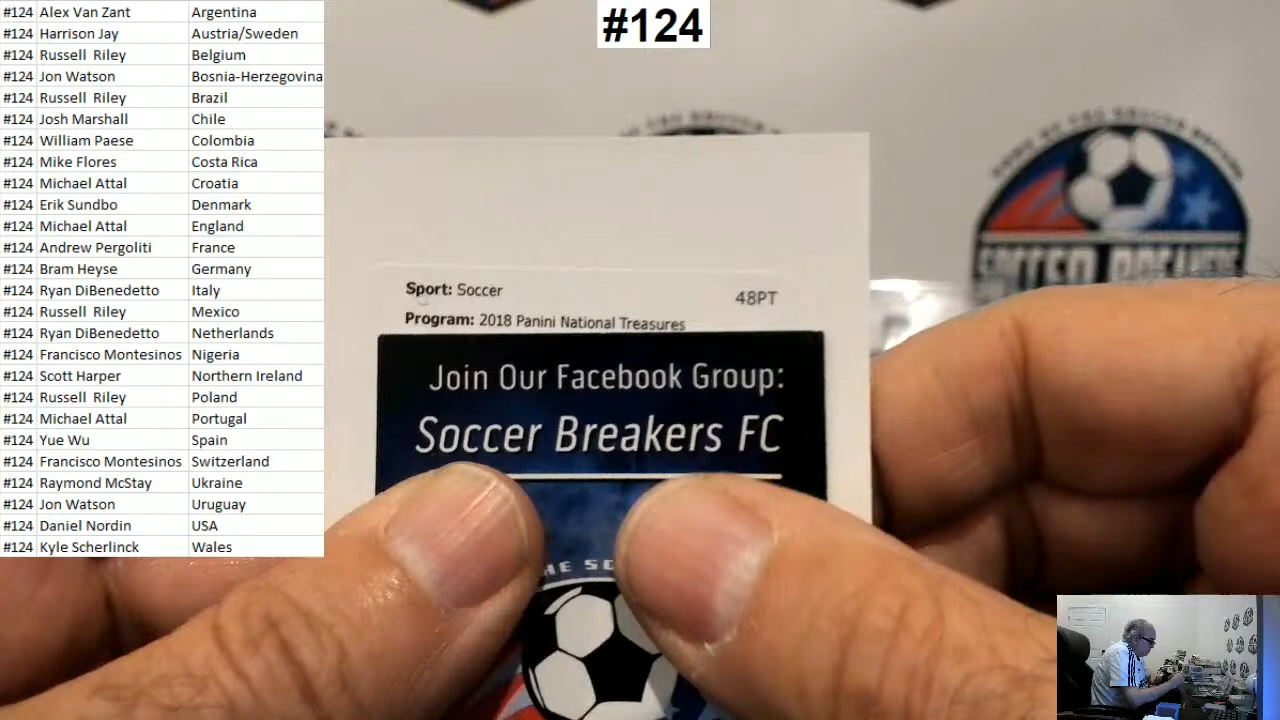 #124 Alex Van Zant Argentina
#124 Harrison Jay Austria/Sweden
#124 Russell Riley Belgium
#124 Jon Watson Bosnia-Herzegovina
#124 Russell Riley Brazil
#124 Josh Marshall Chile
#124 William Paese Colombia
#124 Mike Flores Costa Rica
#124 Michael Attal Croatia
#124 Erik Sundbo Denmark
#124 Michael Attal England
#124 Andrew Pergoliti France
#124 Bram Heyse Germany
#124 Ryan DiBenedetto Italy
#124 Russell Riley Mexico
#124 Ryan DiBenedetto Netherlands
#124 Francisco Montesinos Nigeria
#124 Scott Harper Northern Ireland
#124 Russell Riley Poland
#124 Michael Attal Portugal
#124 Yue Wu Spain
#124 Francisco Montesinos Switzerland
#124 Raymond McStay Ukraine
#124 Jon Watson Uruguay
#124 Daniel Nordin USA
#124 Kyle Scherlinck Wales
#124
Sport: Soccer
48PT
Program: 2018 Panini National Treasures
Join Our Facebook Group:
Soccer Breakers FC
SOCCER BREAKERS